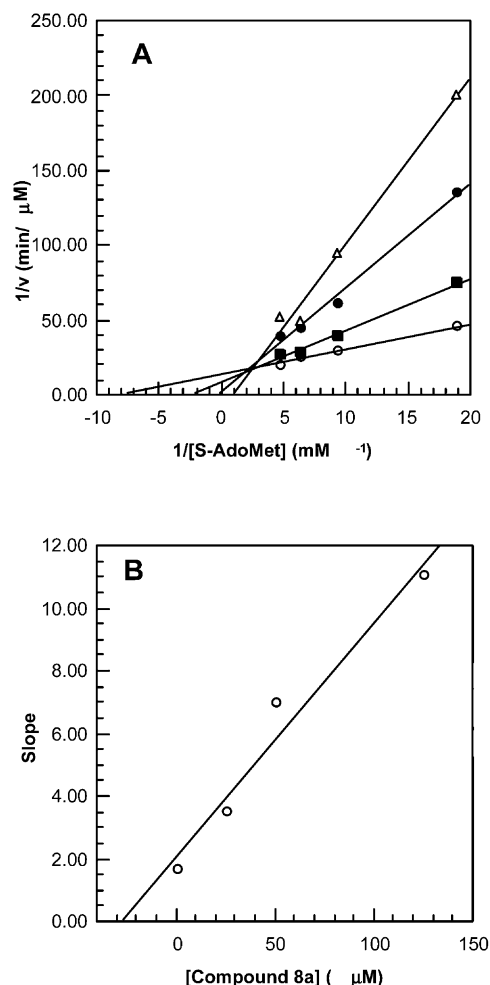 A
250.00
200.00
150.00
100.00
50.00
0.00
1/v (min/ μM)
-10 -5 0 5 10 15 20
1/[S-AdoMet] (mM -1)
B
12.00
10.00
8.00
6.00
4.00
2.00
0.00
Slope
0 50 100 150
[Compound 8a] ( μM)